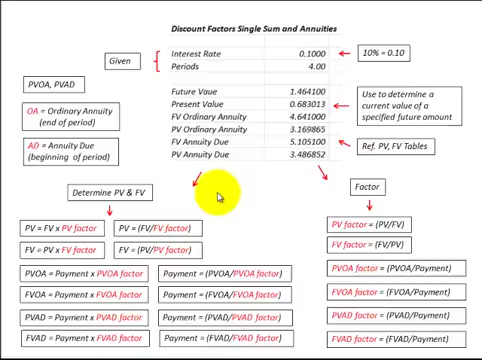 Discount Factors Single Sum and Annuities
Given
Interest Rate 0.1000
Periods 4.00
10% = 0.10
PVOA, PVAD
OA = Ordinary Annuity
(end of period)
AD = Annuity Due
(beginning of period)
Future Vaue 1.464100
Present Value 0.683013
FV Ordinary Annuity 4.641000
PV Ordinary Annuity 3.169865
FV Annuity Due 5.105100
PV Annuity Due 3.486852
Use to determine a
current value of a
specified future amount
Ref. PV, FV Tables
Determine PV & FV
Factor
PV = FV x PV factor
PV = (FV/FV factor)
FV = PV x FV factor
FV = (PV/PV factor)
PVOA = Payment x PVOA factor
Payment = (PVOA/PVOA factor)
FVOA = Payment x FVOA factor
Payment = (FVOA/FVOA factor)
PVAD = Payment x PVAD factor
Payment = (PVAD/PVAD factor)
FVAD = Payment x FVAD factor
Payment = (FVAD/FVAD factor)
PV factor = (PV/FV)
FV factor = (FV/PV)
PVOA factor = (PVOA/Payment)
FVOA factor = (FVOA/Payment)
PVAD factor = (PVAD/Payment)
FVAD factor = (FVAD/Payment)